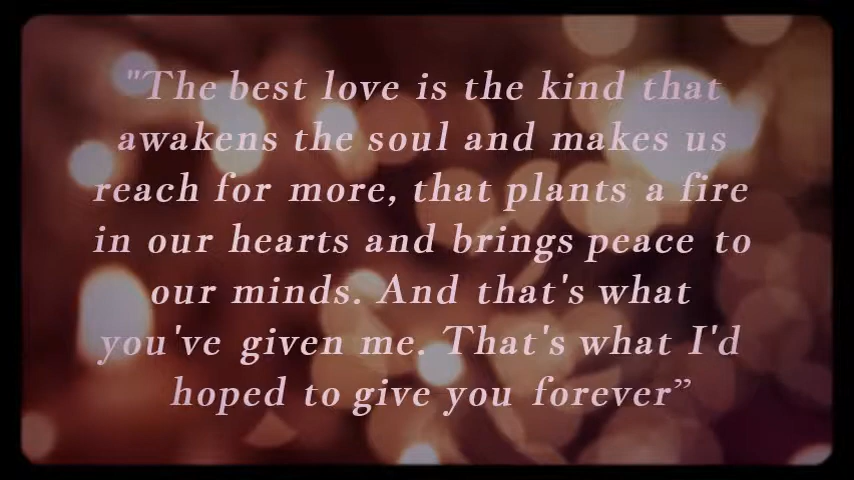 "The best love is the kind that
awakens the soul and makes us
reach for more, that plants a fire
in our hearts and brings peace to
our minds. And that's what
you've given me. That's what I'd
hoped to give you forever”